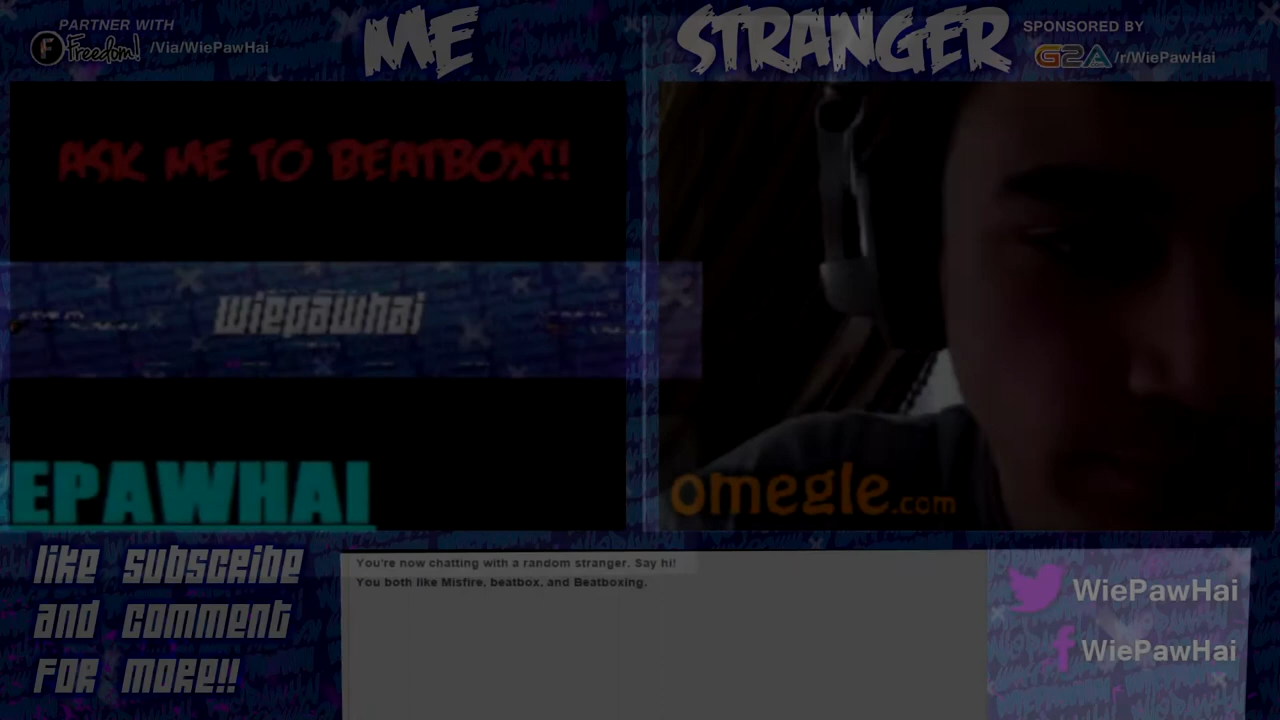 PARTNER WITH
Freedom! /Via/WiePawHai
ME
STRANGER
SPONSORED BY
G2A /r/WiePawHai
ASK ME TO BEATBOX!!
wiepawhai
EPAWHAI
omegle.com
like subscribe
and comment
FOR MORE!!
You're now chatting with a random stranger. Say hi!
You both like Misfire, beatbox, and Beatboxing.
WiePawHai
WiePawHai